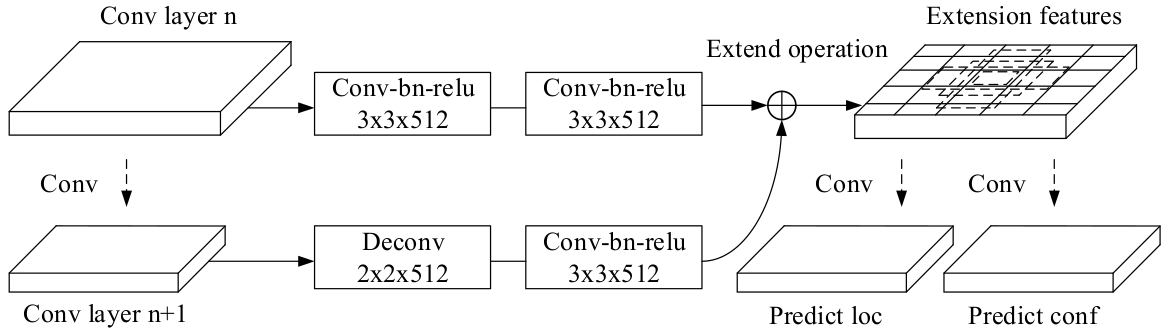 Conv layer n
Extension features
Extend operation
Conv-bn-relu
3x3x512
Conv-bn-relu
3x3x512
Conv
Conv
Conv
Deconv
2x2x512
Conv-bn-relu
3x3x512
Conv layer n+1
Predict loc
Predict conf